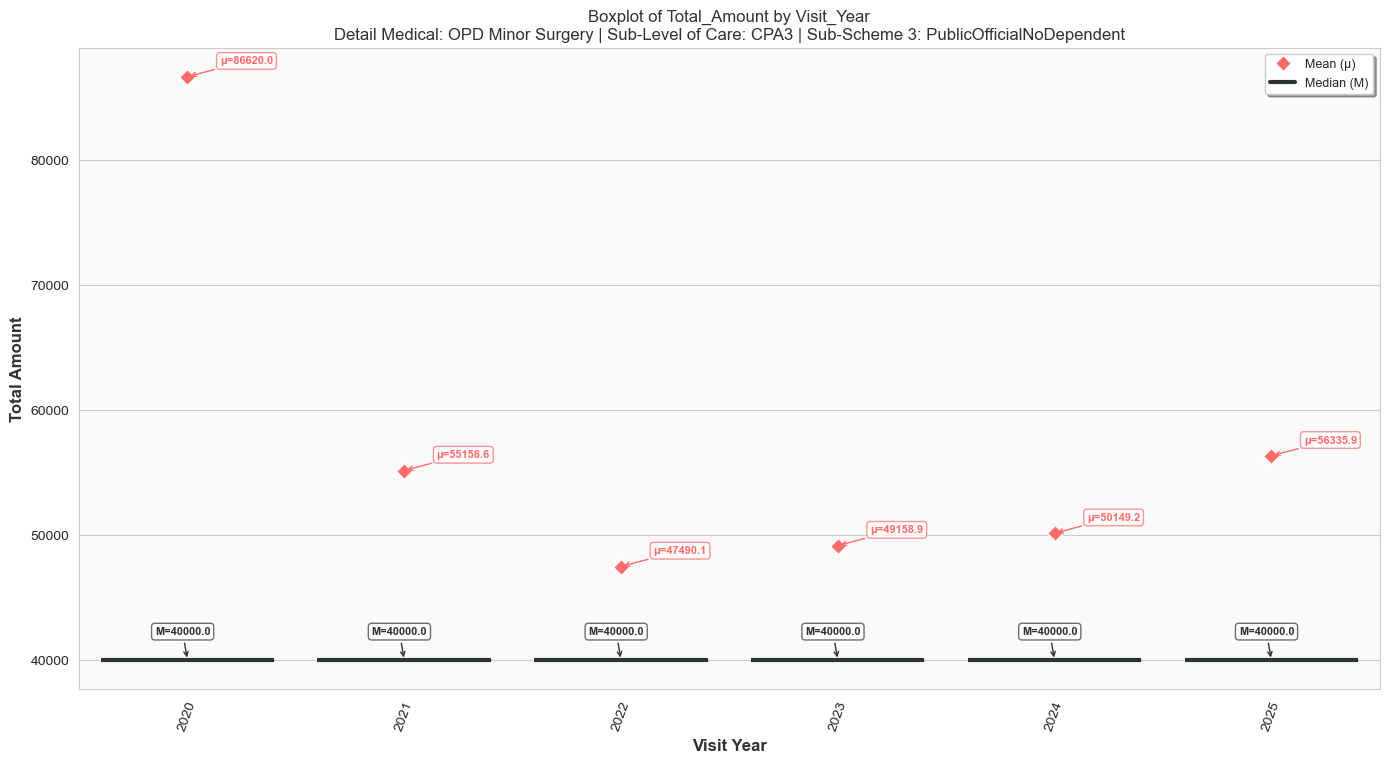 Boxplot of Total_Amount by Visit_Year
Detail Medical: OPD Minor Surgery | Sub-Level of Care: CPA3 | Sub-Scheme 3: PublicOfficialNoDependent
Mean (μ)
Median (M)
Total Amount
80000
70000
60000
50000
40000
μ=86620.0
μ=55158.6
μ=47490.1
μ=49158.9
μ=50149.2
μ=56335.9
M=40000.0
M=40000.0
M=40000.0
M=40000.0
M=40000.0
M=40000.0
2020
2021
2022
2023
2024
2025
Visit Year